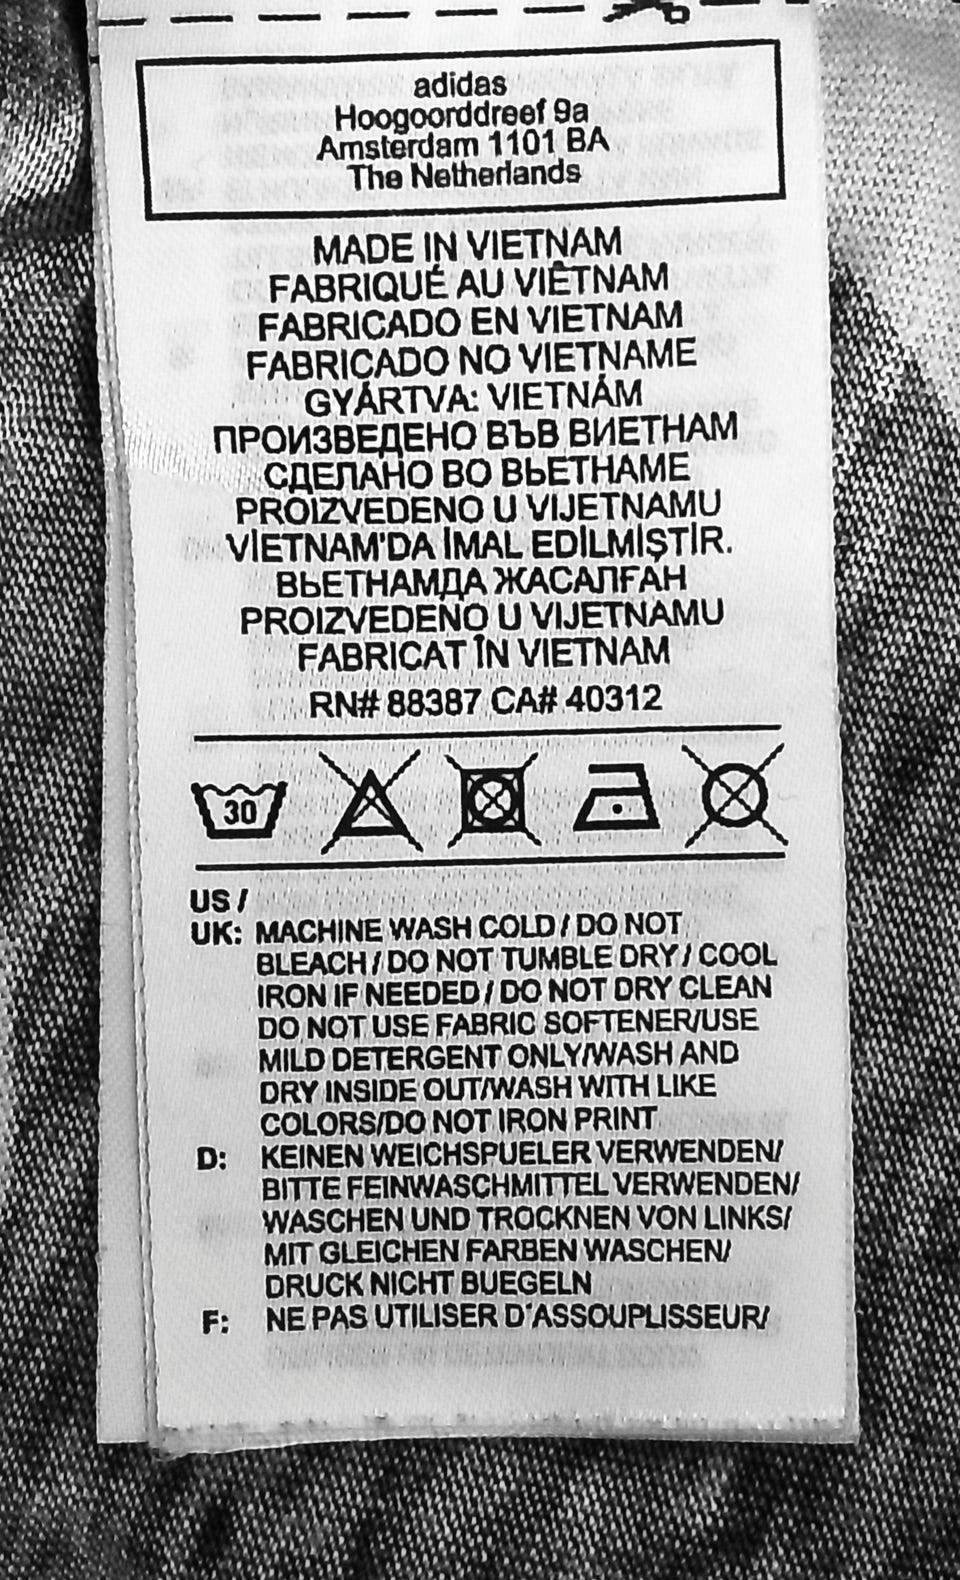 adidas
Hoogoorddreef 9a
Amsterdam 1101 BA
The Netherlands
MADE IN VIETNAM
FABRIQUÉ AU VIÊTNAM
FABRICADO EN VIETNAM
FABRICADO NO VIETNAME
GYÁRTVA: VIETNÁM
ПРОИЗВЕДЕНО ВЪВ ВИЕТНАМ
СДЕЛАНО ВО ВЬЕТНАМЕ
PROIZVEDENO U VIJETNAMU
VİETNAM'DA İMAL EDİLMİŞTİR.
ВЬЕТНАМДА ЖАСАЛҒАН
PROIZVEDENO U VIJETNAMU
FABRICAT ÎN VIETNAM
RN# 88387 CA# 40312
30
US /
UK: MACHINE WASH COLD / DO NOT
BLEACH / DO NOT TUMBLE DRY / COOL
IRON IF NEEDED / DO NOT DRY CLEAN
DO NOT USE FABRIC SOFTENER/USE
MILD DETERGENT ONLY/WASH AND
DRY INSIDE OUT/WASH WITH LIKE
COLORS/DO NOT IRON PRINT
D: KEINEN WEICHSPUELER VERWENDEN/
BITTE FEINWASCHMITTEL VERWENDEN/
WASCHEN UND TROCKNEN VON LINKS/
MIT GLEICHEN FARBEN WASCHEN/
DRUCK NICHT BUEGELN
F: NE PAS UTILISER D'ASSOUPLISSEUR/